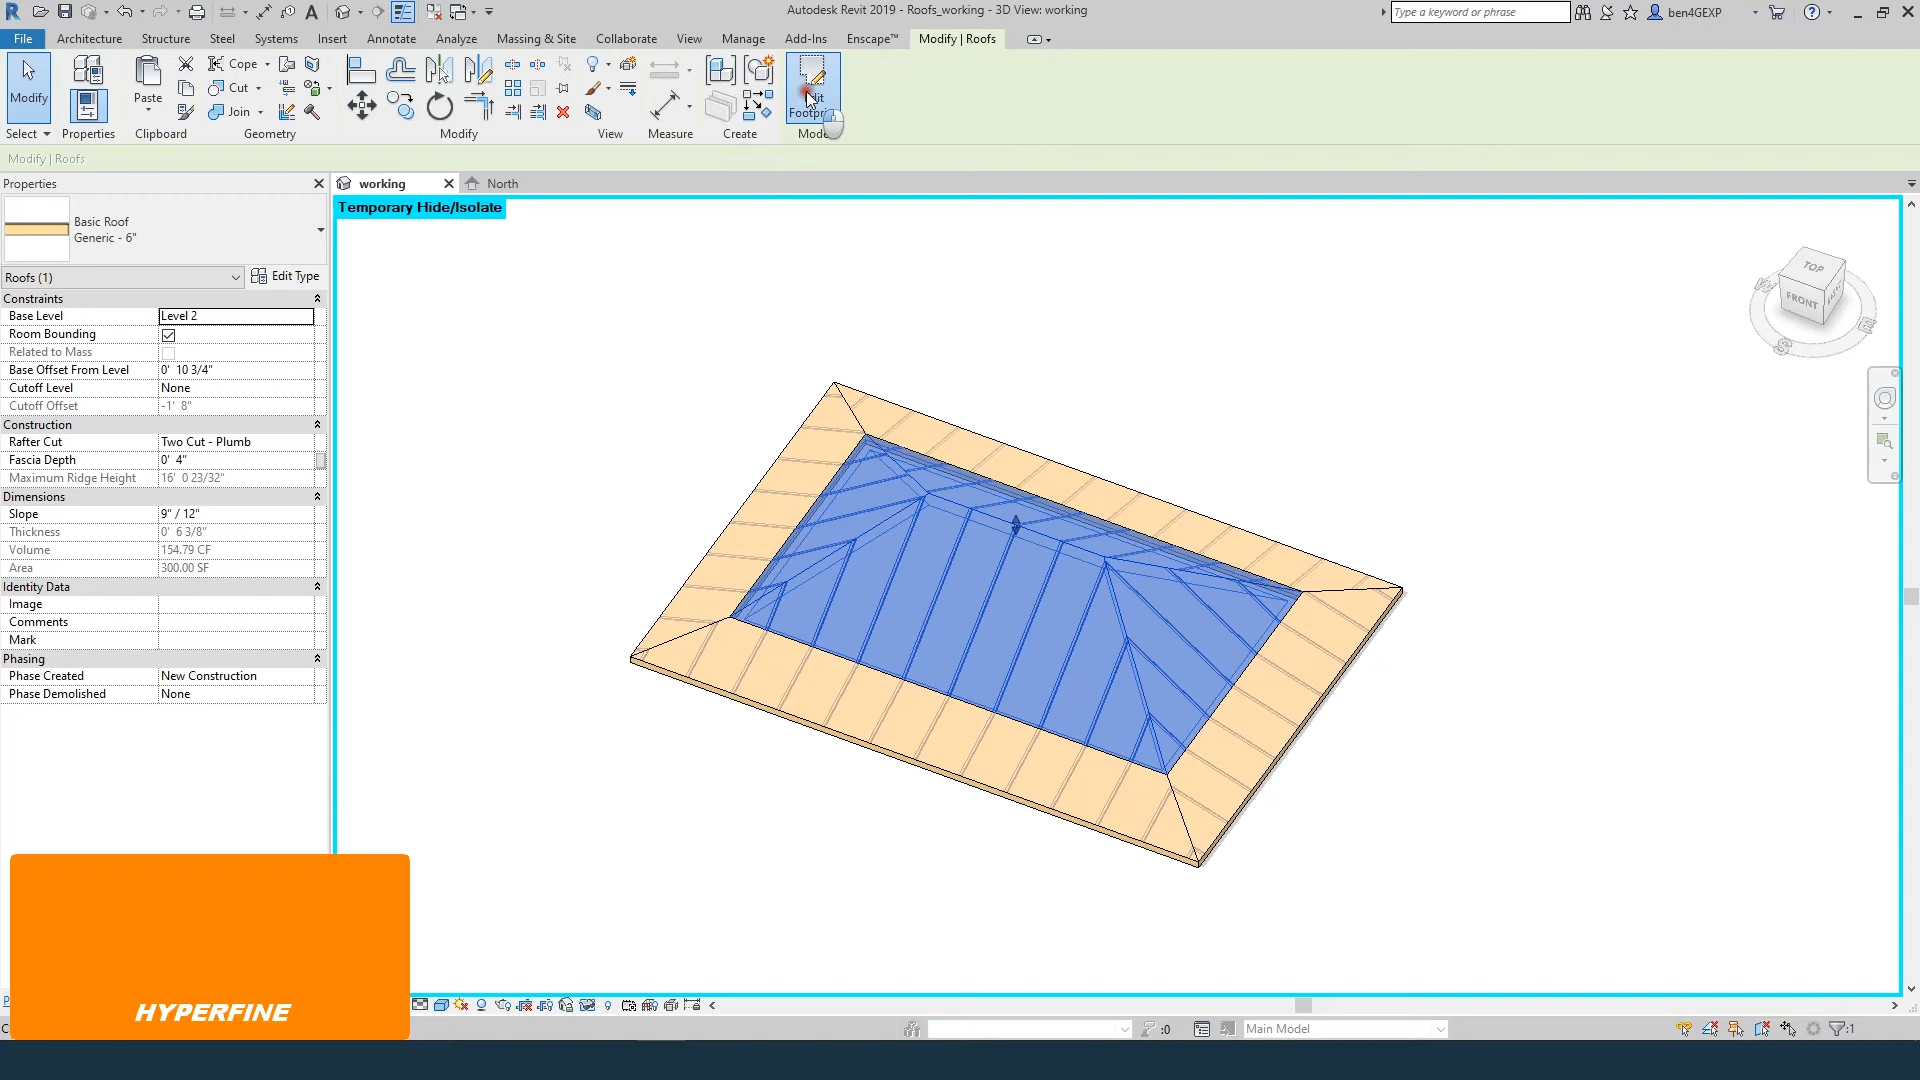 Autodesk Revit 2019 - Roofs_working - 3D View: working
Type a keyword or phrase
ben4GEXP
File
Architecture
Structure
Steel
Systems
Insert
Annotate
Analyze
Massing & Site
Collaborate
View
Manage
Add-Ins
Enscape™
Modify | Roofs
Modify
Paste
Cope
Cut
Join
Select
Properties
Clipboard
Geometry
Modify
View
Measure
Create
Modify | Roofs
Properties
working
North
Temporary Hide/Isolate
Basic Roof
Generic - 6"
Roofs (1)
Edit Type
Constraints
Base Level Level 2
Room Bounding
Related to Mass
Base Offset From Level 0' 10 3/4"
Cutoff Level None
Cutoff Offset -1' 8"
Construction
Rafter Cut Two Cut - Plumb
Fascia Depth 0' 4"
Maximum Ridge Height 16' 0 23/32"
Dimensions
Slope 9" / 12"
Thickness 0' 6 3/8"
Volume 154.79 CF
Area 300.00 SF
Identity Data
Image
Comments
Mark
Phasing
Phase Created New Construction
Phase Demolished None
TOP
FRONT
W
S
E
HYPERFINE
:0
Main Model
:1